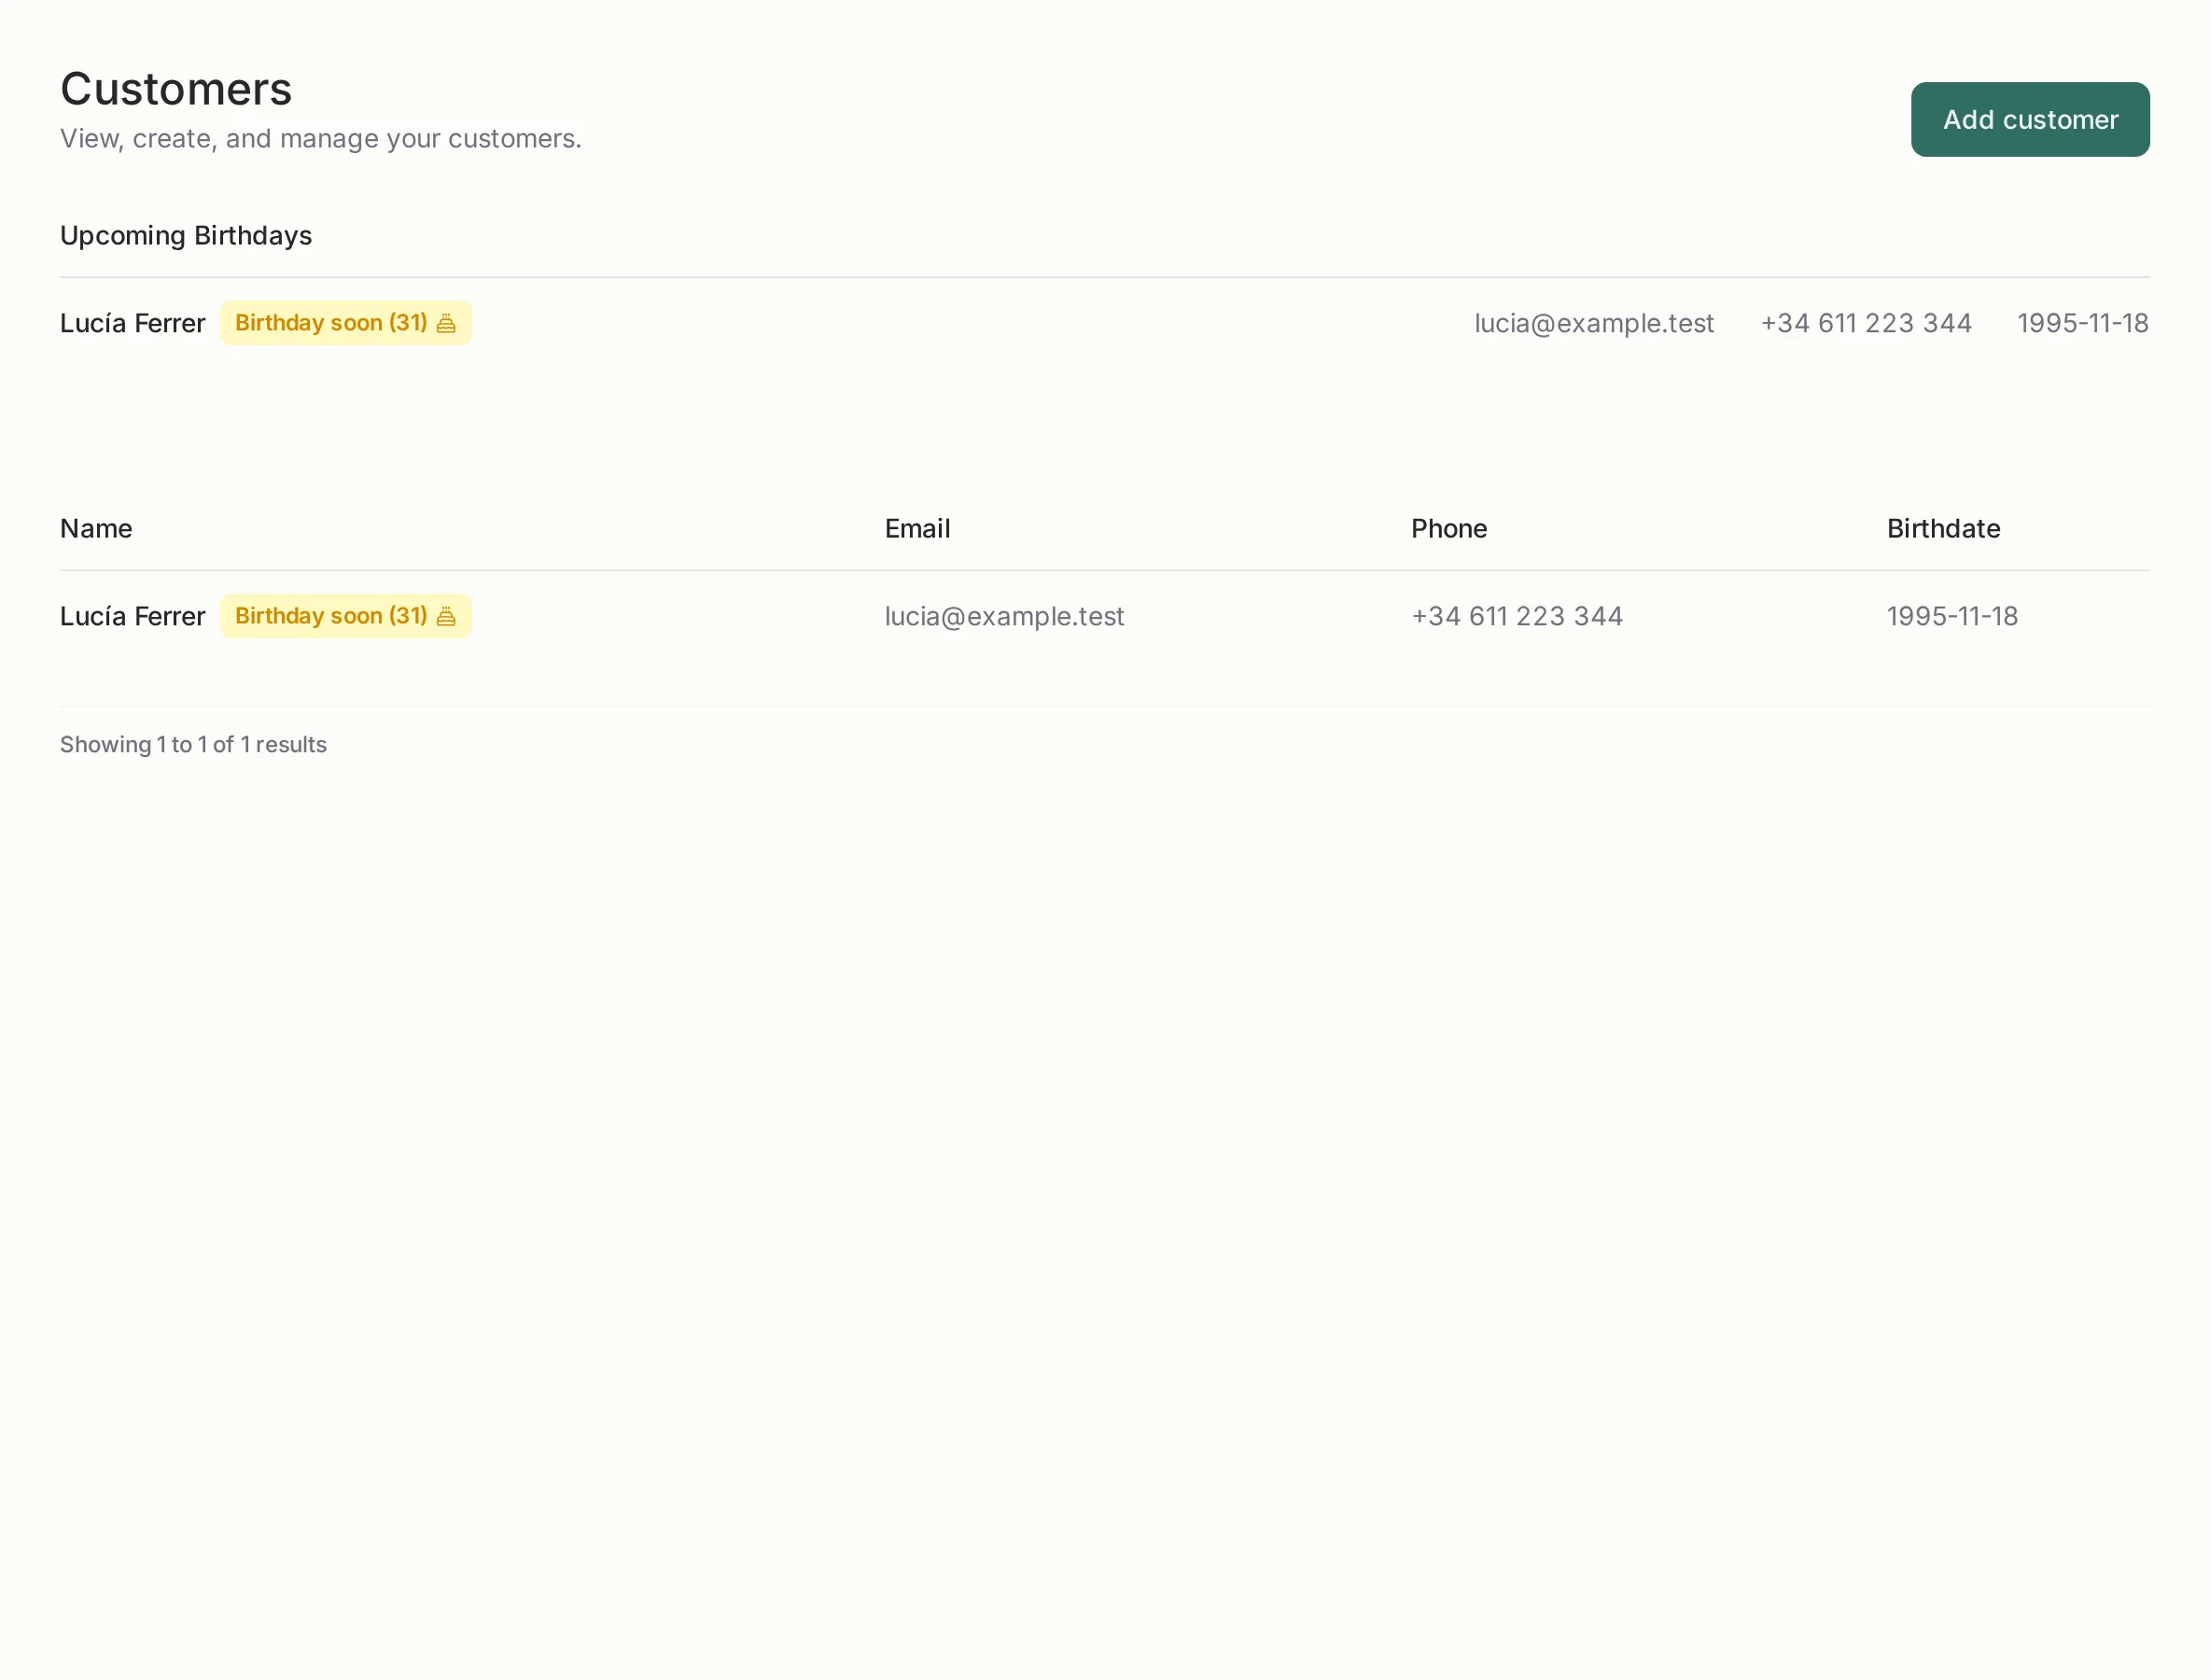 Customers
View, create, and manage your customers.
Add customer
Upcoming Birthdays
Lucía Ferrer Birthday soon (31) lucia@example.test +34 611 223 344 1995-11-18
Name Email Phone Birthdate
Lucía Ferrer Birthday soon (31) lucia@example.test +34 611 223 344 1995-11-18
Showing 1 to 1 of 1 results